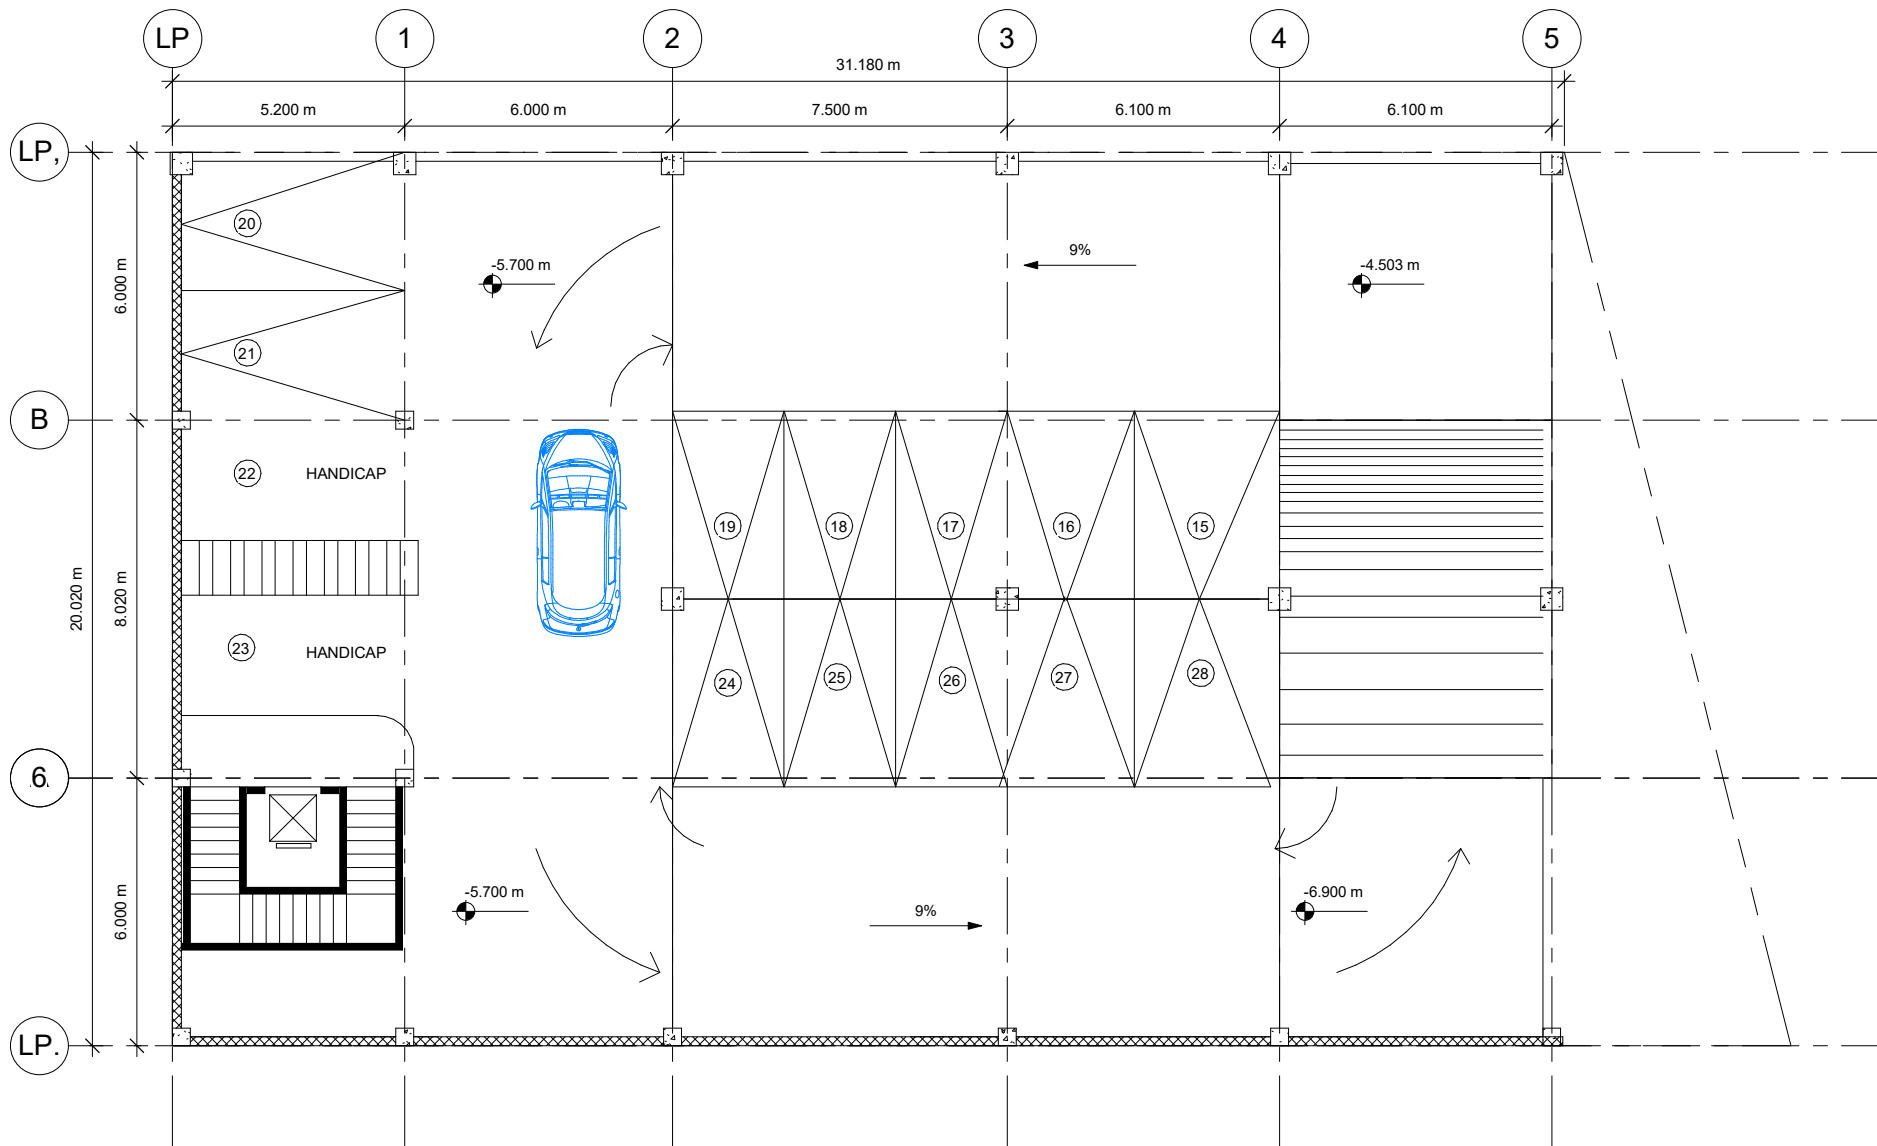 LP 1 2 3 4 5
31.180 m
5.200 m 6.000 m 7.500 m 6.100 m 6.100 m
LP,
20
9%
-5.700 m -4.503 m
6.000 m
21
B
22 HANDICAP
19 18 17 16 15
20.020 m
8.020 m
23 HANDICAP
24 25 26 27 28
6
6.000 m
-5.700 m -6.900 m
9%
LP.